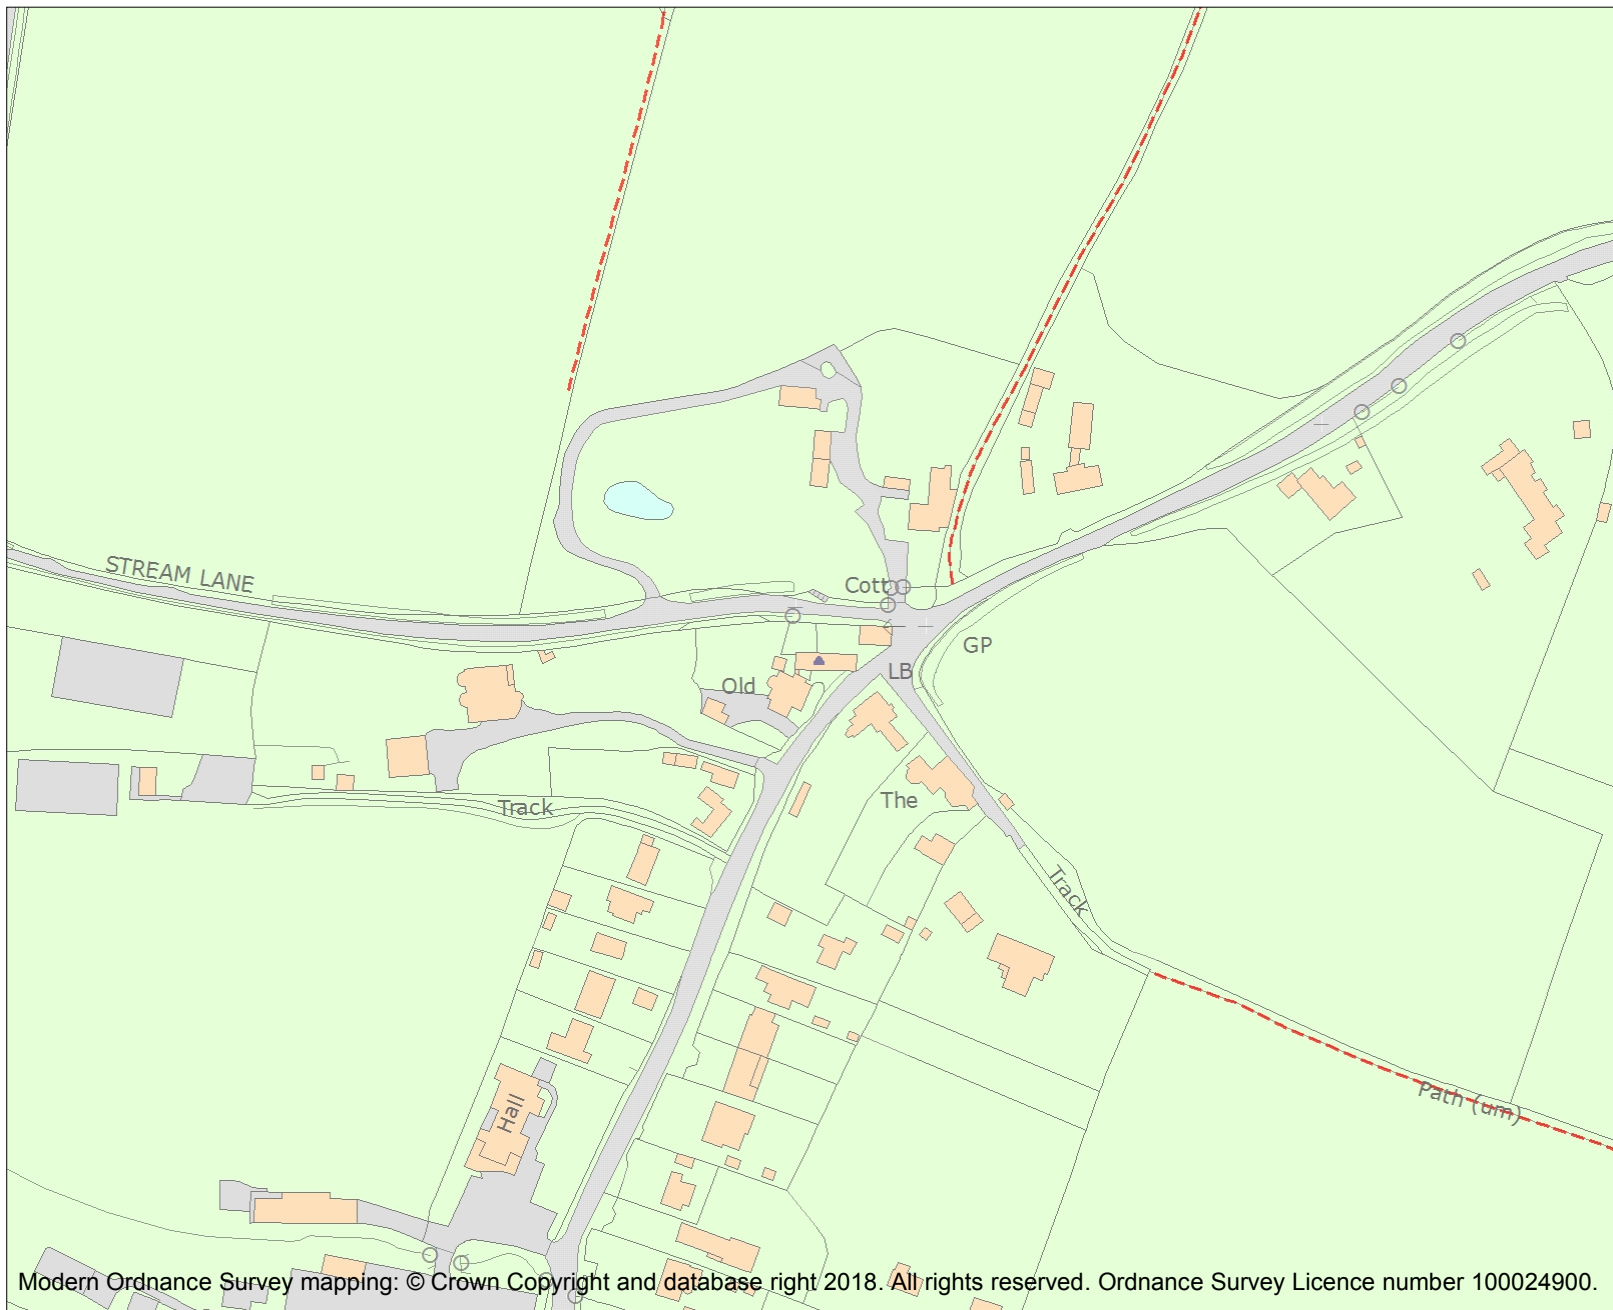 STREAM LANE
Cott
GP
LB
Old
The
Track
Track
Path (um)
Hall
Modern Ordnance Survey mapping: © Crown Copyright and database right 2018. All rights reserved. Ordnance Survey Licence number 100024900.